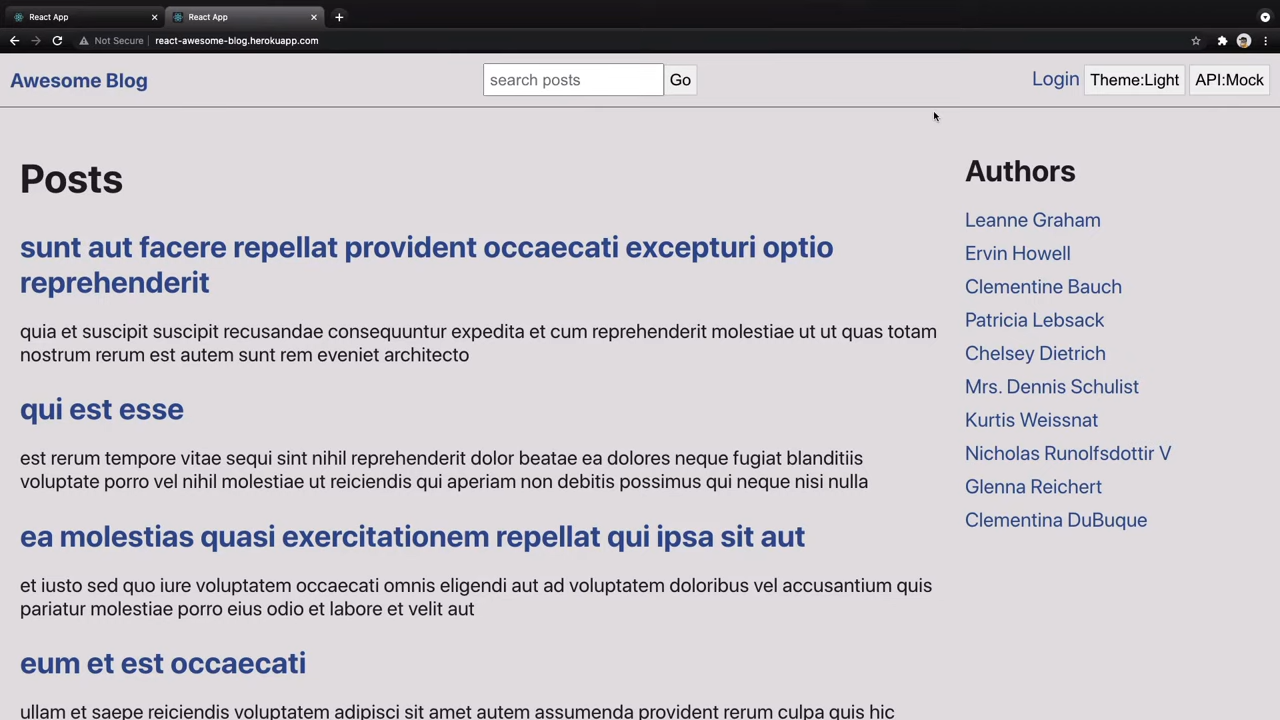 React App
React App
Not Secure
react-awesome-blog.herokuapp.com
Awesome Blog
search posts
Go
Login
Theme:Light
API:Mock
Posts
sunt aut facere repellat provident occaecati excepturi optio
reprehenderit
quia et suscipit suscipit recusandae consequuntur expedita et cum reprehenderit molestiae ut ut quas totam
nostrum rerum est autem sunt rem eveniet architecto
qui est esse
est rerum tempore vitae sequi sint nihil reprehenderit dolor beatae ea dolores neque fugiat blanditiis
voluptate porro vel nihil molestiae ut reiciendis qui aperiam non debitis possimus qui neque nisi nulla
ea molestias quasi exercitationem repellat qui ipsa sit aut
et iusto sed quo iure voluptatem occaecati omnis eligendi aut ad voluptatem doloribus vel accusantium quis
pariatur molestiae porro eius odio et labore et velit aut
eum et est occaecati
ullam et saepe reiciendis voluptatem adipisci sit amet autem assumenda provident rerum culpa quis hic
Authors
Leanne Graham
Ervin Howell
Clementine Bauch
Patricia Lebsack
Chelsey Dietrich
Mrs. Dennis Schulist
Kurtis Weissnat
Nicholas Runolfsdottir V
Glenna Reichert
Clementina DuBuque